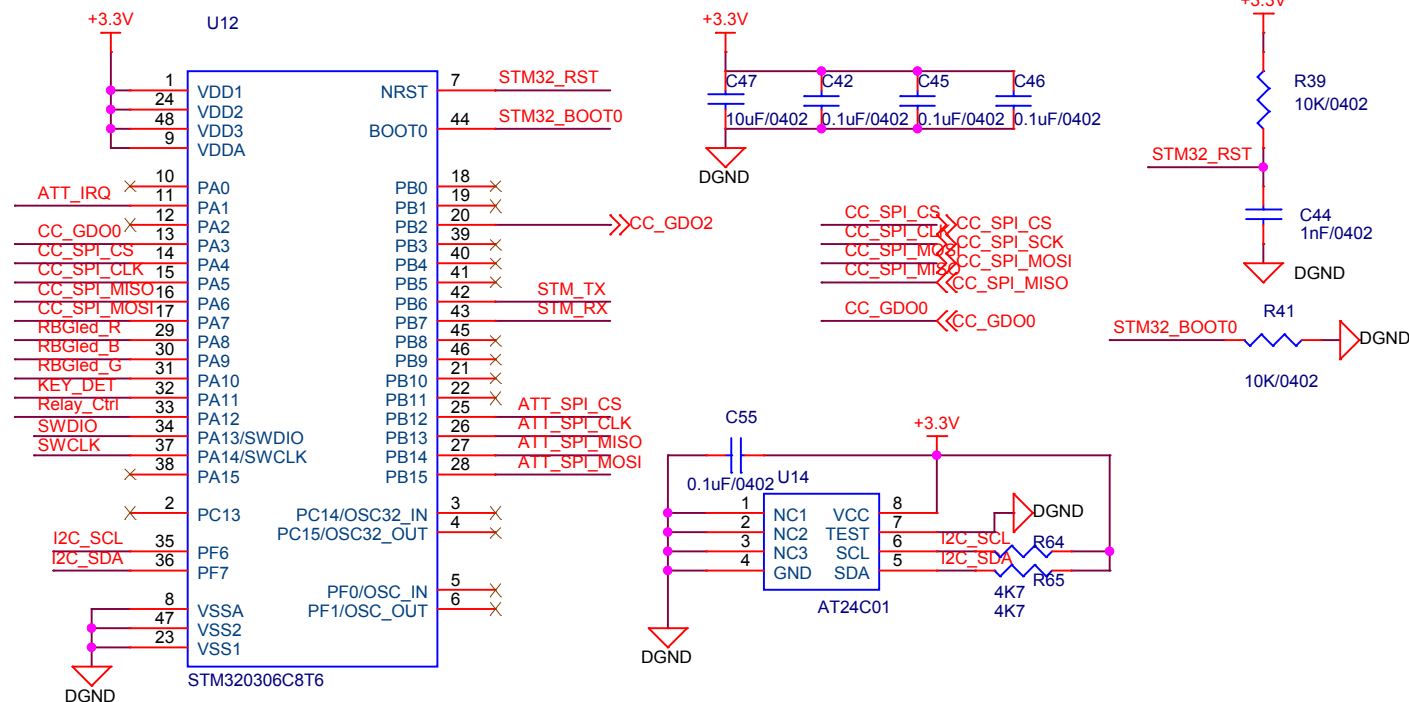 +3.3V
U12
1 VDD1
24 VDD2
48 VDD3
9 VDDA
10 PA0
ATT_IRQ 11 PA1
12 PA2
CC_GDO0 13 PA3
CC_SPI_CS 14 PA4
CC_SPI_CLK 15 PA5
CC_SPI_MISO 16 PA6
CC_SPI_MOSI 17 PA7
RBGled_R 29 PA8
RBGled_B 30 PA9
RBGled_G 31 PA10
KEY_DET 32 PA11
Relay_Ctrl 33 PA12
SWDIO 34 PA13/SWDIO
SWCLK 37 PA14/SWCLK
38 PA15
2 PC13
I2C_SCL 35 PF6
I2C_SDA 36 PF7
8 VSSA
47 VSS2
23 VSS1
DGND
STM320306C8T6
NRST 7 STM32_RST
BOOT0 44 STM32_BOOT0
PB0 18
PB1 19
PB2 20 CC_GDO2
PB3 39
PB4 40
PB5 41
PB6 42 STM_TX
PB7 43 STM_RX
PB8 45
PB9 46
PB10 21
PB11 22
PB12 25 ATT_SPI_CS
PB13 26 ATT_SPI_CLK
PB14 27 ATT_SPI_MISO
PB15 28 ATT_SPI_MOSI
PC14/OSC32_IN 3
PC15/OSC32_OUT 4
PF0/OSC_IN 5
PF1/OSC_OUT 6
+3.3V
C47 C42 C45 C46
10uF/0402 0.1uF/0402 0.1uF/0402 0.1uF/0402
DGND
CC_SPI_CS CC_SPI_CS
CC_SPI_CLK CC_SPI_SCK
CC_SPI_MOSI CC_SPI_MOSI
CC_SPI_MISO CC_SPI_MISO
CC_GDO0 CC_GDO0
+3.3V
R39
10K/0402
STM32_RST
C44
1nF/0402
DGND
R41
STM32_BOOT0 DGND
10K/0402
C55
+3.3V
0.1uF/0402 U14
1 NC1 VCC 8
2 NC2 TEST 7 DGND
3 NC3 SCL 6 I2C_SCL R64
4 GND SDA 5 I2C_SDA R65
4K7
4K7
AT24C01
DGND